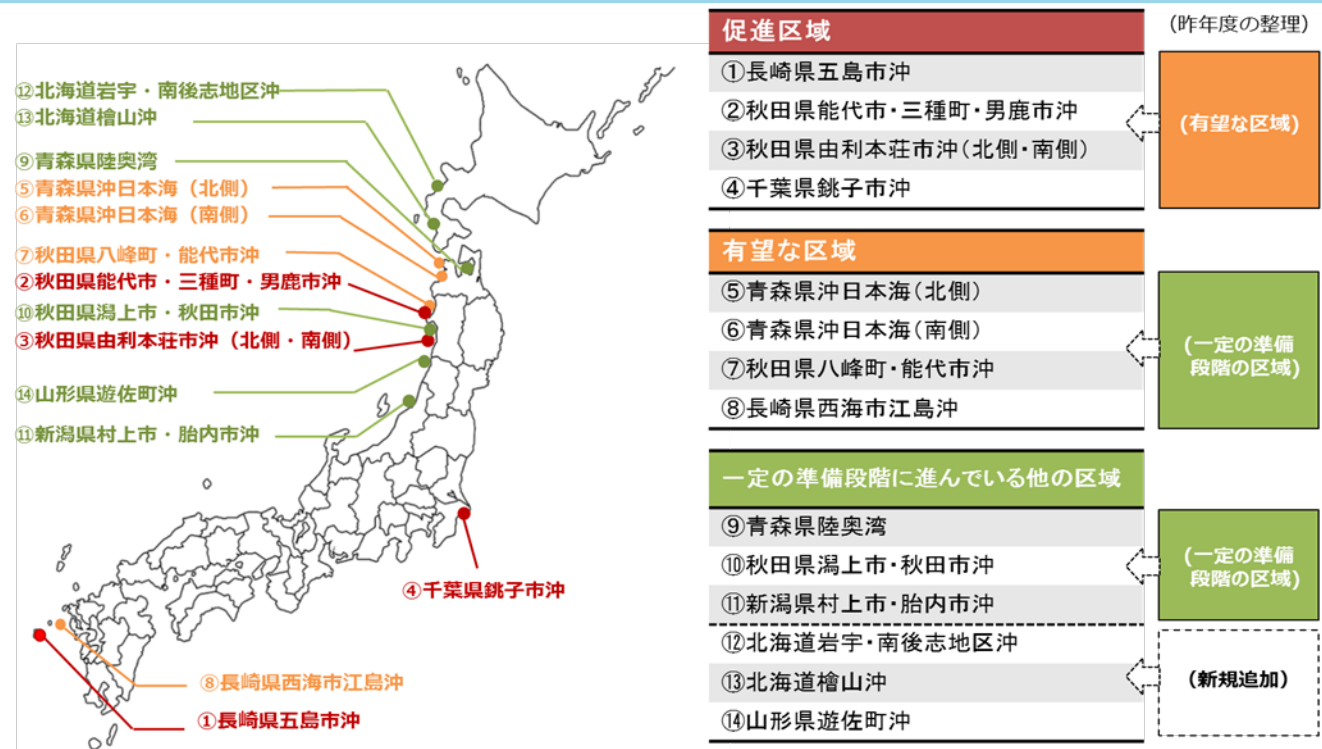 ⑫北海道岩宇・南後志地区沖
⑬北海道檜山沖
⑨青森県陸奥湾
⑤青森県沖日本海（北側）
⑥青森県沖日本海（南側）
⑦秋田県八峰町・能代市沖
②秋田県能代市・三種町・男鹿市沖
⑩秋田県潟上市・秋田市沖
③秋田県由利本荘市沖（北側・南側）
⑭山形県遊佐町沖
⑪新潟県村上市・胎内市沖
④千葉県銚子市沖
⑧長崎県西海市江島沖
①長崎県五島市沖
促進区域
①長崎県五島市沖
②秋田県能代市・三種町・男鹿市沖
③秋田県由利本荘市沖（北側・南側）
④千葉県銚子市沖
有望な区域
⑤青森県沖日本海（北側）
⑥青森県沖日本海（南側）
⑦秋田県八峰町・能代市沖
⑧長崎県西海市江島沖
一定の準備段階に進んでいる他の区域
⑨青森県陸奥湾
⑩秋田県潟上市・秋田市沖
⑪新潟県村上市・胎内市沖
⑫北海道岩宇・南後志地区沖
⑬北海道檜山沖
⑭山形県遊佐町沖
（昨年度の整理）
(有望な区域)
(一定の準備
段階の区域)
(一定の準備
段階の区域)
(新規追加)